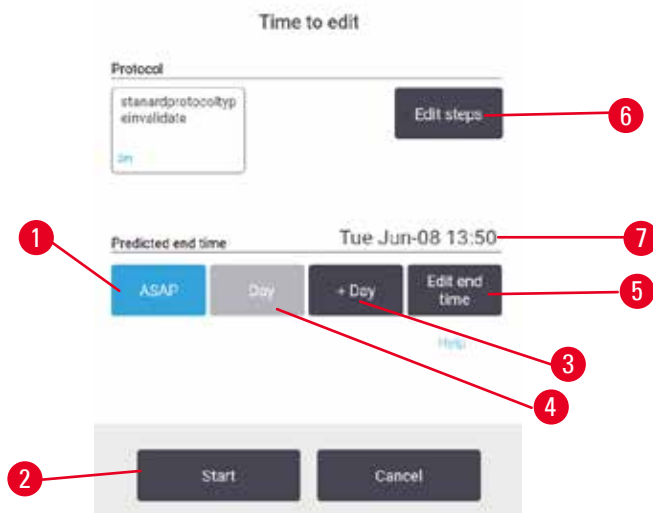 Time to edit
Protocol
stanardprotocoltyp
einvalidate
Edit steps
6
1
Predicted end time
Tue Jun-08 13:50
7
ASAP
Day
+ Day
Edit end
time
5
Help
3
4
2
Start
Cancel